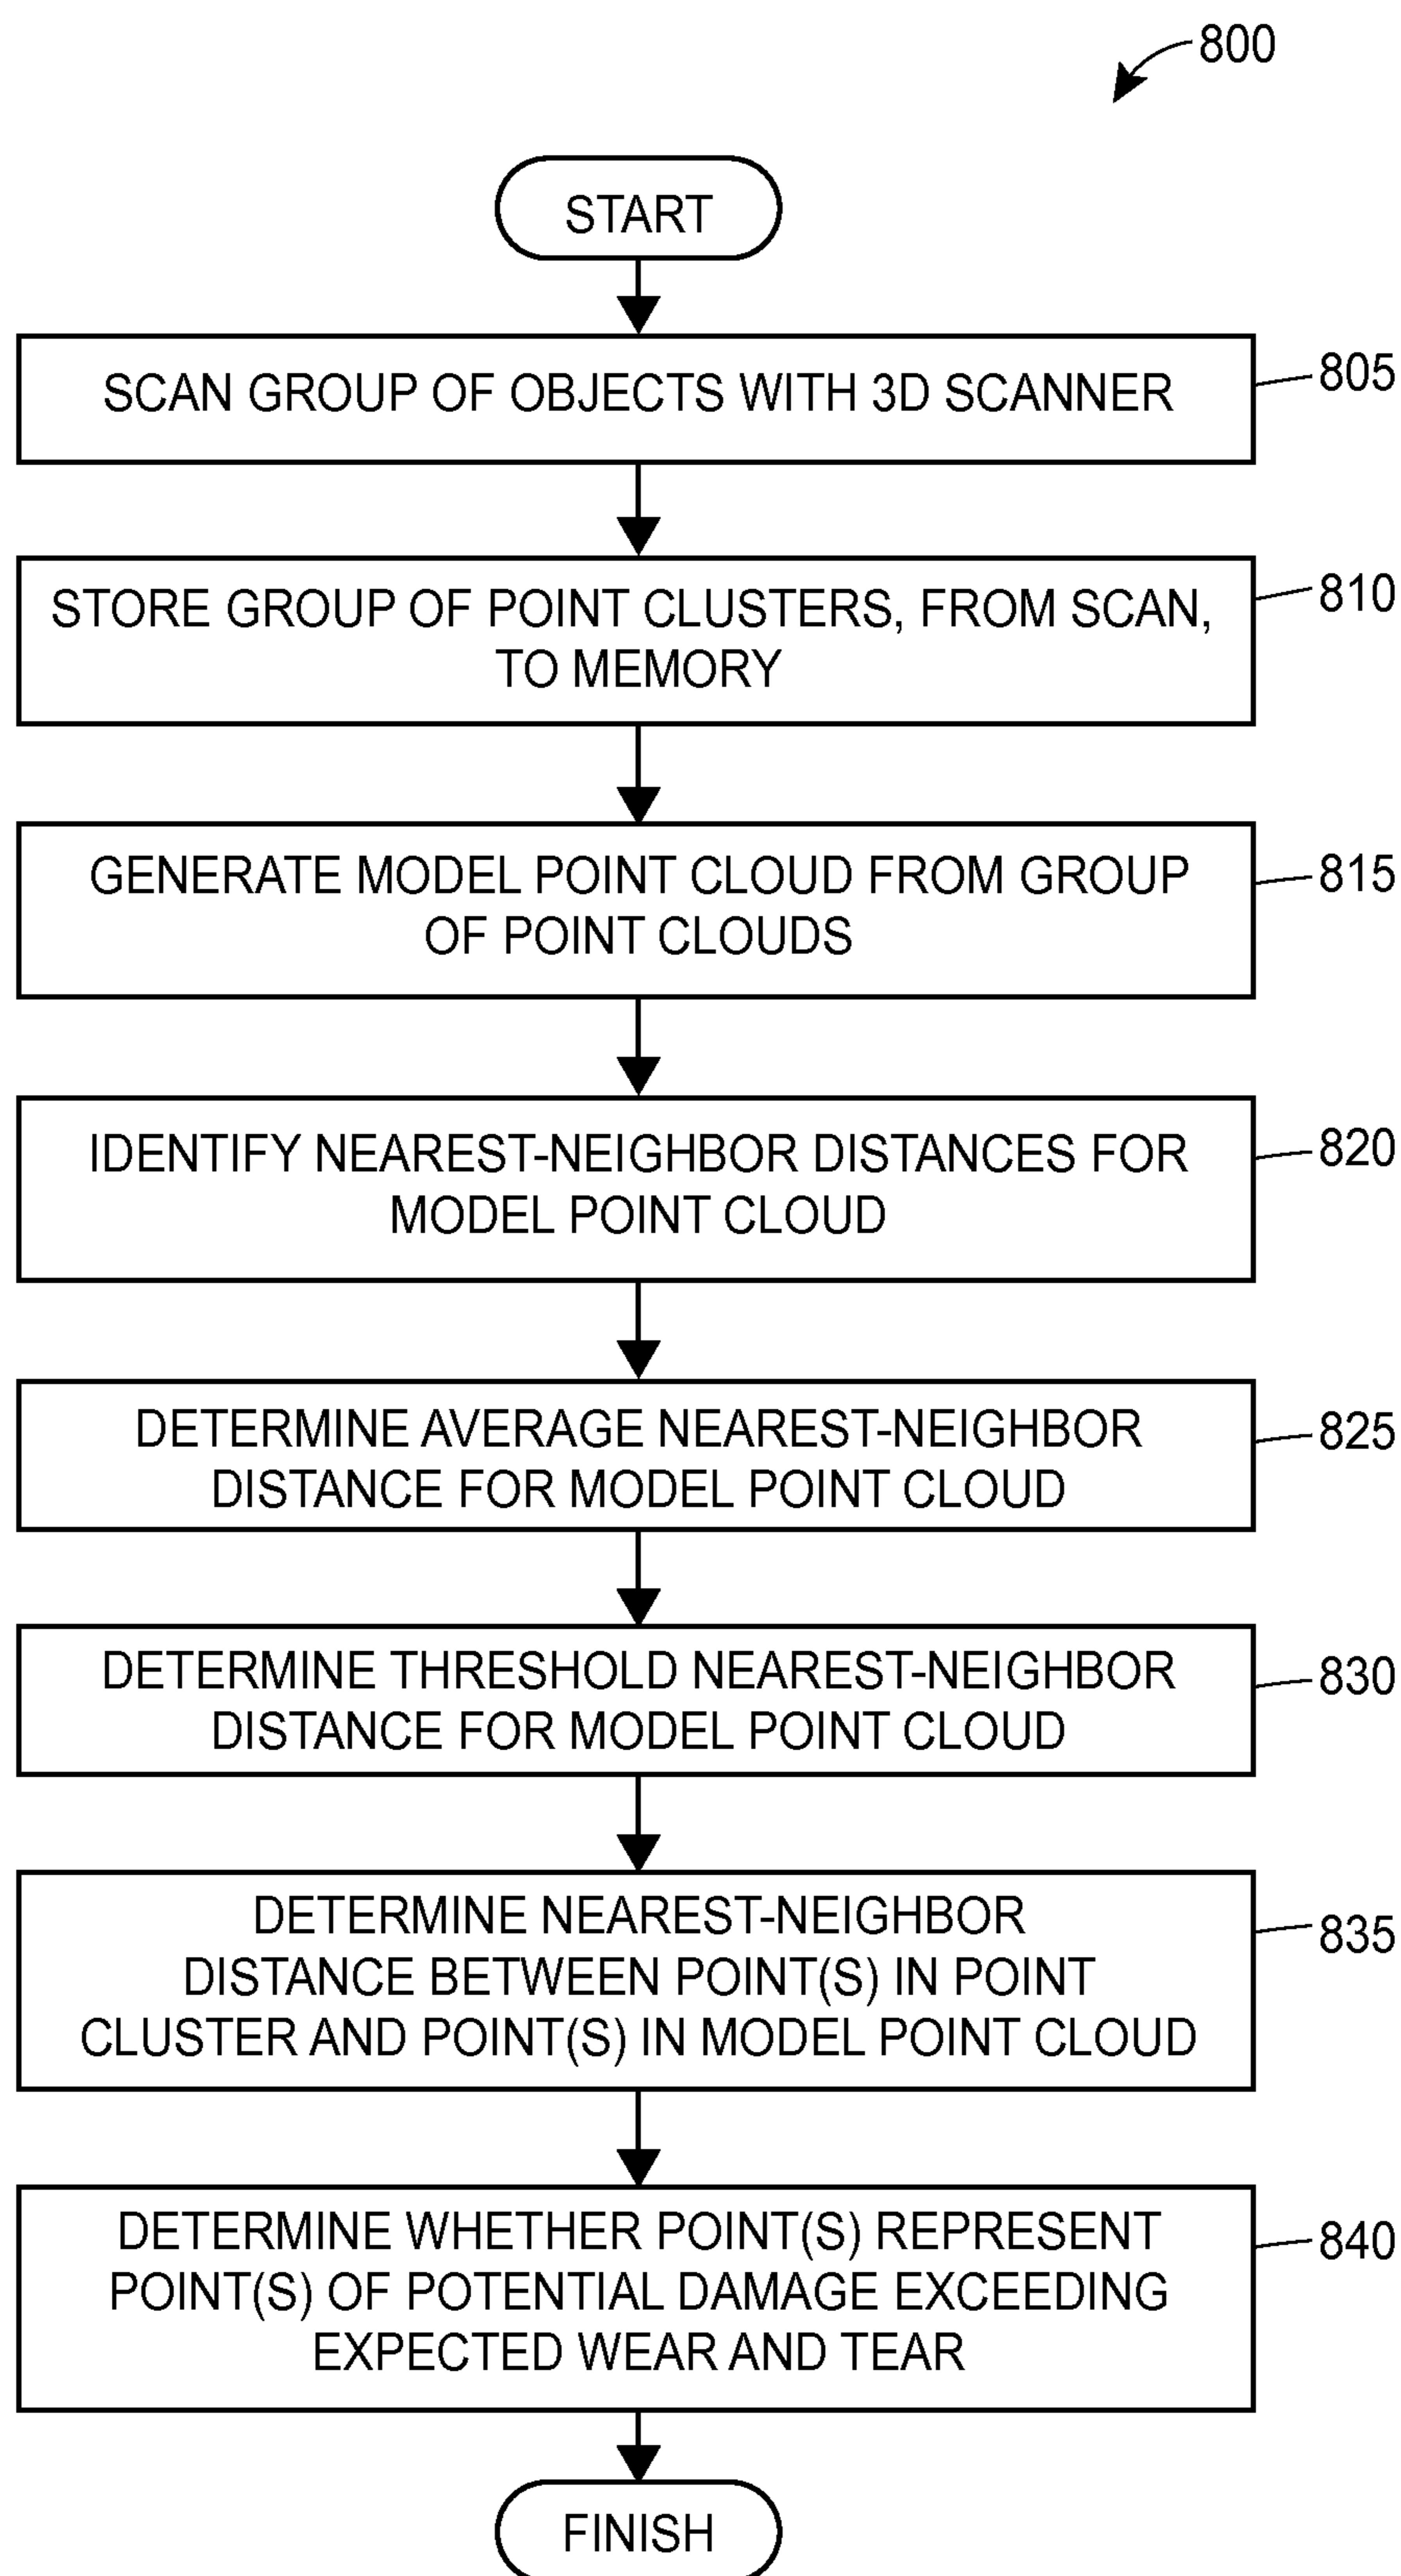 800
START
SCAN GROUP OF OBJECTS WITH 3D SCANNER
805
STORE GROUP OF POINT CLUSTERS, FROM SCAN,
TO MEMORY
810
GENERATE MODEL POINT CLOUD FROM GROUP
OF POINT CLOUDS
815
IDENTIFY NEAREST-NEIGHBOR DISTANCES FOR
MODEL POINT CLOUD
820
DETERMINE AVERAGE NEAREST-NEIGHBOR
DISTANCE FOR MODEL POINT CLOUD
825
DETERMINE THRESHOLD NEAREST-NEIGHBOR
DISTANCE FOR MODEL POINT CLOUD
830
DETERMINE NEAREST-NEIGHBOR
DISTANCE BETWEEN POINT(S) IN POINT
CLUSTER AND POINT(S) IN MODEL POINT CLOUD
835
DETERMINE WHETHER POINT(S) REPRESENT
POINT(S) OF POTENTIAL DAMAGE EXCEEDING
EXPECTED WEAR AND TEAR
840
FINISH